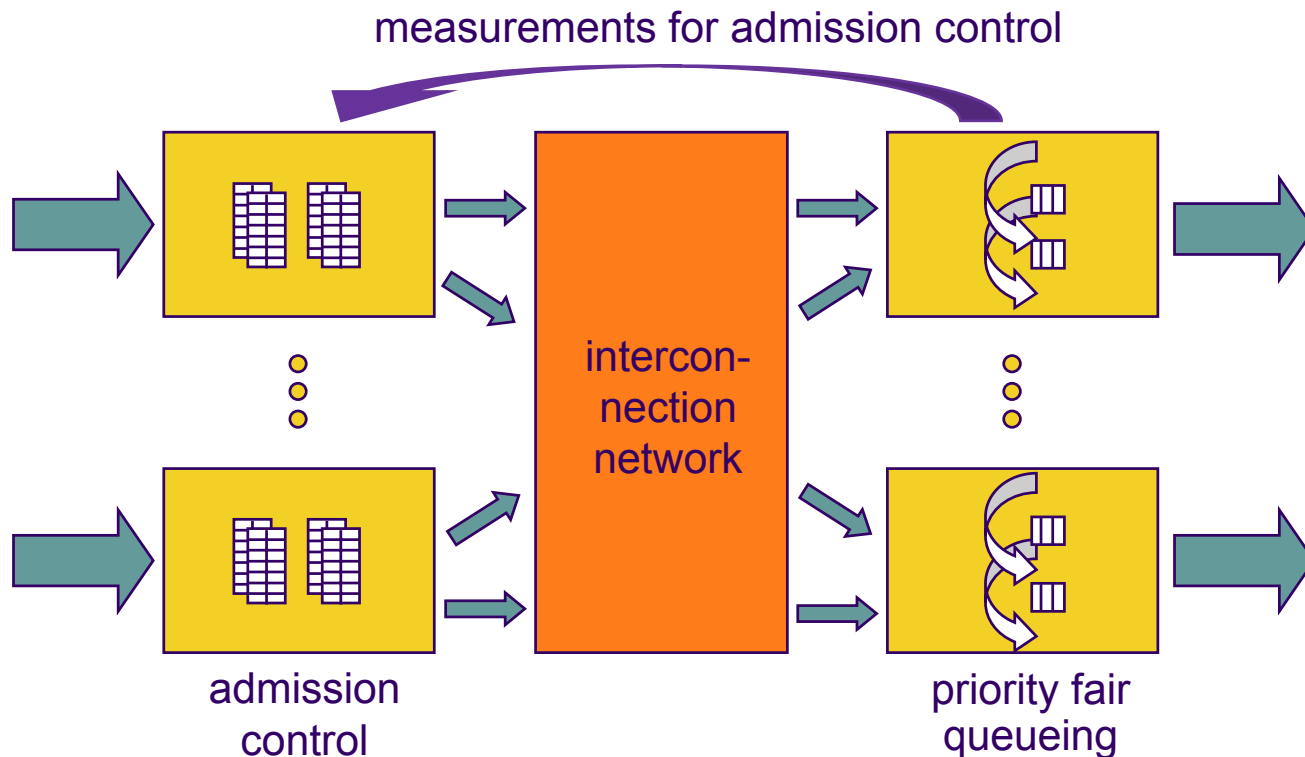 measurements for admission control
intercon-
nection
network
admission
control
priority fair
queueing